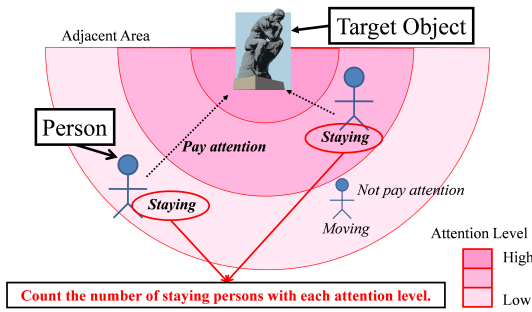 Adjacent Area
Target Object
Person
Pay attention
Staying
Staying
Not pay attention
Moving
Attention Level
High
Low
Count the number of staying persons with each attention level.